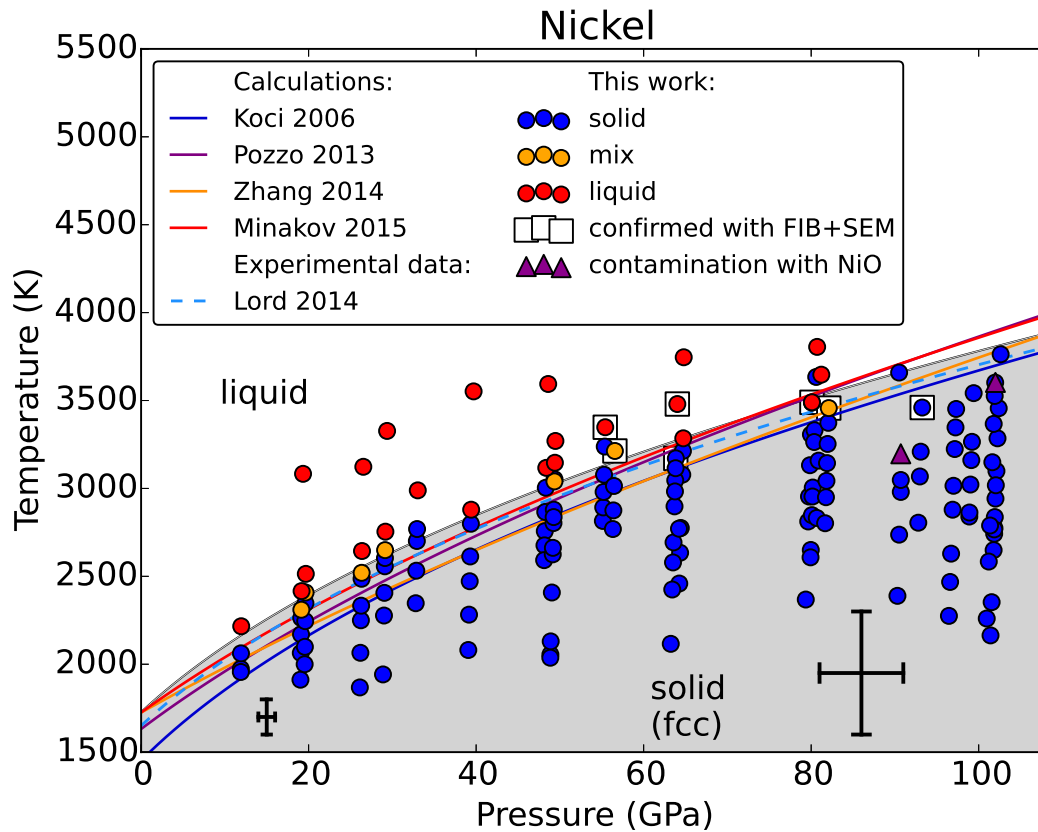 Nickel
5500
5000
4500
4000
3500
3000
2500
2000
1500
Temperature (K)
Calculations:
Koci 2006
Pozzo 2013
Zhang 2014
Minakov 2015
Experimental data:
Lord 2014
This work:
solid
mix
liquid
confirmed with FIB+SEM
contamination with NiO
liquid
solid
(fcc)
0 20 40 60 80 100
Pressure (GPa)